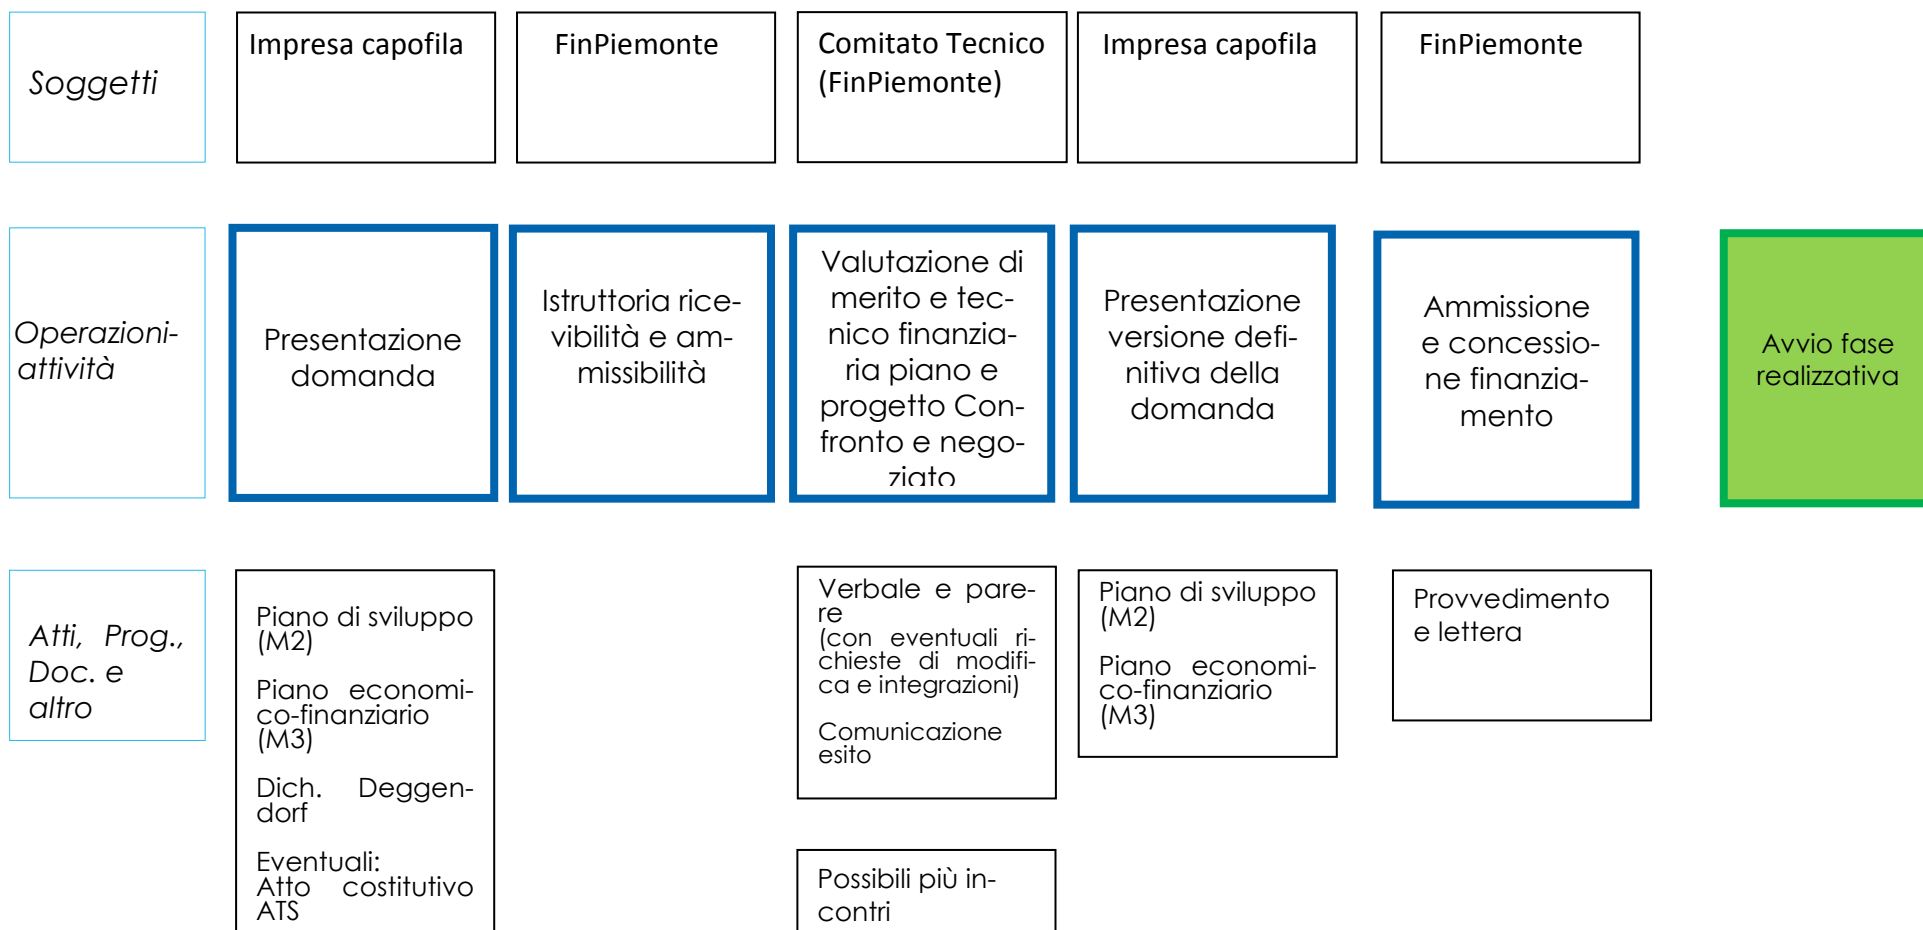 Soggetti
Impresa capofila
FinPiemonte
Comitato Tecnico
(FinPiemonte)
Impresa capofila
FinPiemonte
Operazioni-
attività
Presentazione
domanda
Istruttoria rice-
vibilità e am-
missibilità
Valutazione di
merito e tec-
nico finanzia-
ria piano e
progetto Con-
fronto e nego-
ziato
Presentazione
versione defi-
nitiva della
domanda
Ammissione
e concessio-
ne finanzia-
mento
Avvio fase
realizzativa
Atti, Prog.,
Doc. e
altro
Piano di sviluppo
(M2)
Piano economi-
co-finanziario
(M3)
Dich. Deggen-
dorf
Eventuali:
Atto costitutivo
ATS
Verbale e pare-
re
(con eventuali ri-
chieste di modifi-
ca e integrazioni)
Comunicazione
esito
Possibili più in-
contri
Piano di sviluppo
(M2)
Piano economi-
co-finanziario
(M3)
Provvedimento
e lettera